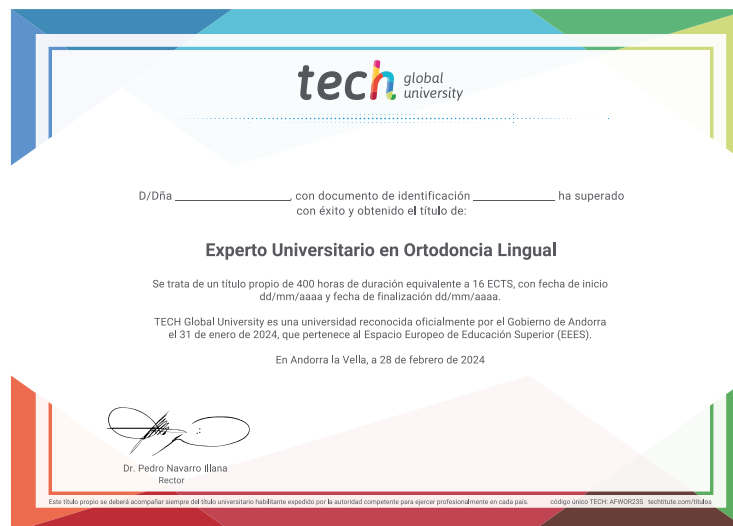 tech global university
D/Dña ____________, con documento de identificación ____________ ha superado
con éxito y obtenido el título de:
Experto Universitario en Ortodoncia Lingual
Se trata de un título propio de 400 horas de duración equivalente a 16 ECTS, con fecha de inicio
dd/mm/aaaa y fecha de finalización dd/mm/aaaa.
TECH Global University es una universidad reconocida oficialmente por el Gobierno de Andorra
el 31 de enero de 2024, que pertenece al Espacio Europeo de Educación Superior (EEES).
En Andorra la Vella, a 28 de febrero de 2024
Dr. Pedro Navarro Illana
Rector
Este título propio se deberá acompañar siempre del título universitario habilitante expedido por la autoridad competente para ejercer profesionalmente en cada país. código único TECH: AFWOR23S techtitute.com/titulos